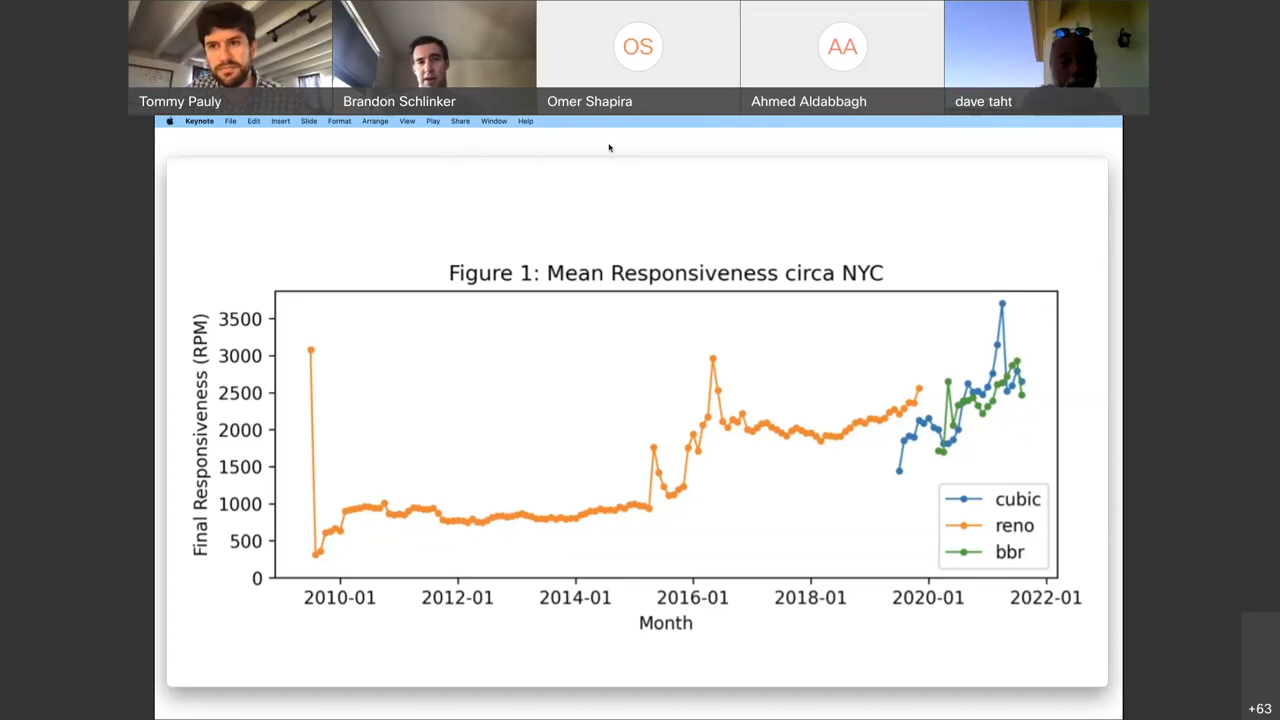 OS
AA
Tommy Pauly
Brandon Schlinker
Omer Shapira
Ahmed Aldabbagh
dave taht
Keynote File Edit Insert Slide Format Arrange View Play Share Window Help
Figure 1: Mean Responsiveness circa NYC
Final Responsiveness (RPM)
3500
3000
2500
2000
1500
1000
500
0
cubic
reno
bbr
2010-01 2012-01 2014-01 2016-01 2018-01 2020-01 2022-01
Month
+63